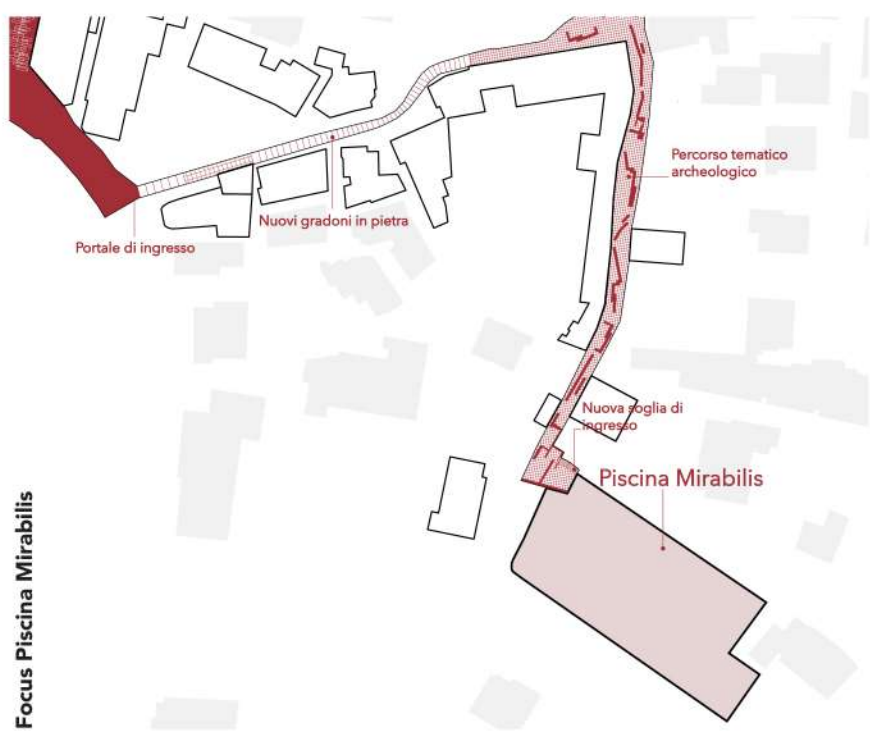 Percorso tematico
archeologico
Nuovi gradoni in pietra
Portale di ingresso
Nuova soglia di
ingresso
Piscina Mirabilis
Focus Piscina Mirabilis